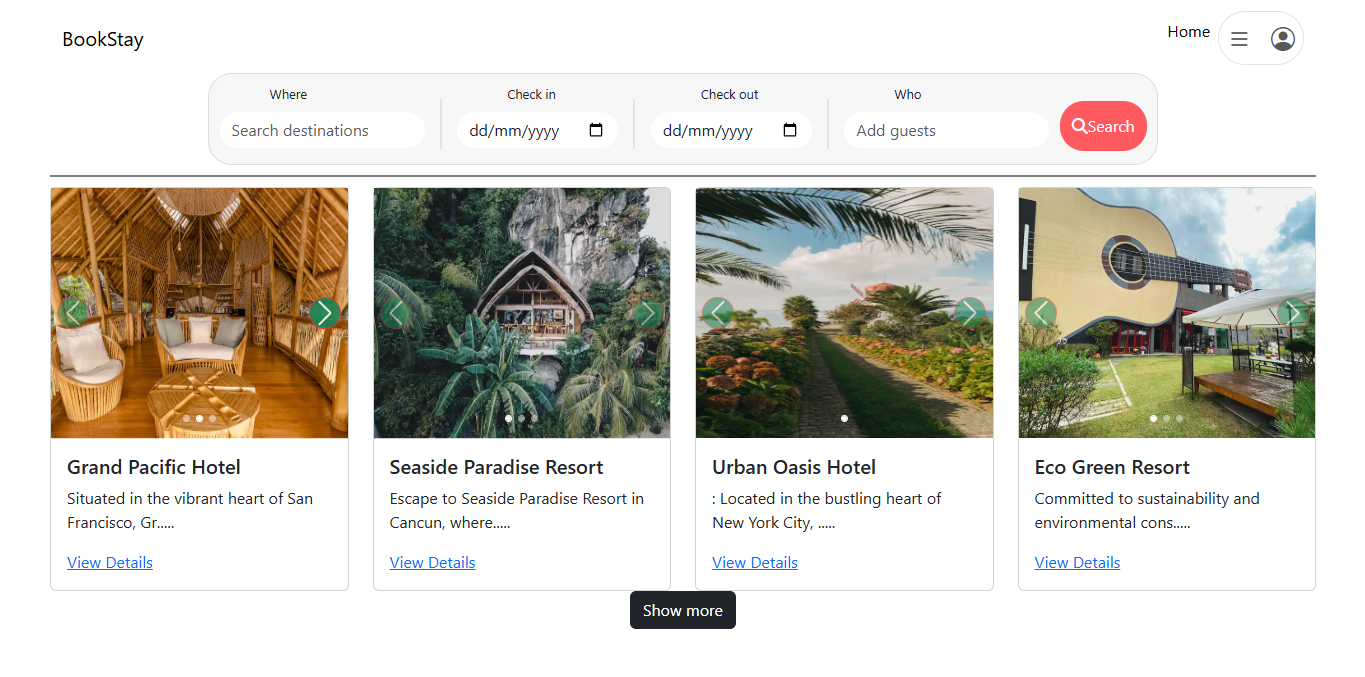 BookStay
Home
Where
Check in
Check out
Who
Search destinations
dd/mm/yyyy
dd/mm/yyyy
Add guests
Search
Grand Pacific Hotel
Situated in the vibrant heart of San
Francisco, Gr.....
View Details
Seaside Paradise Resort
Escape to Seaside Paradise Resort in
Cancun, where.....
View Details
Urban Oasis Hotel
: Located in the bustling heart of
New York City, .....
View Details
Eco Green Resort
Committed to sustainability and
environmental cons.....
View Details
Show more